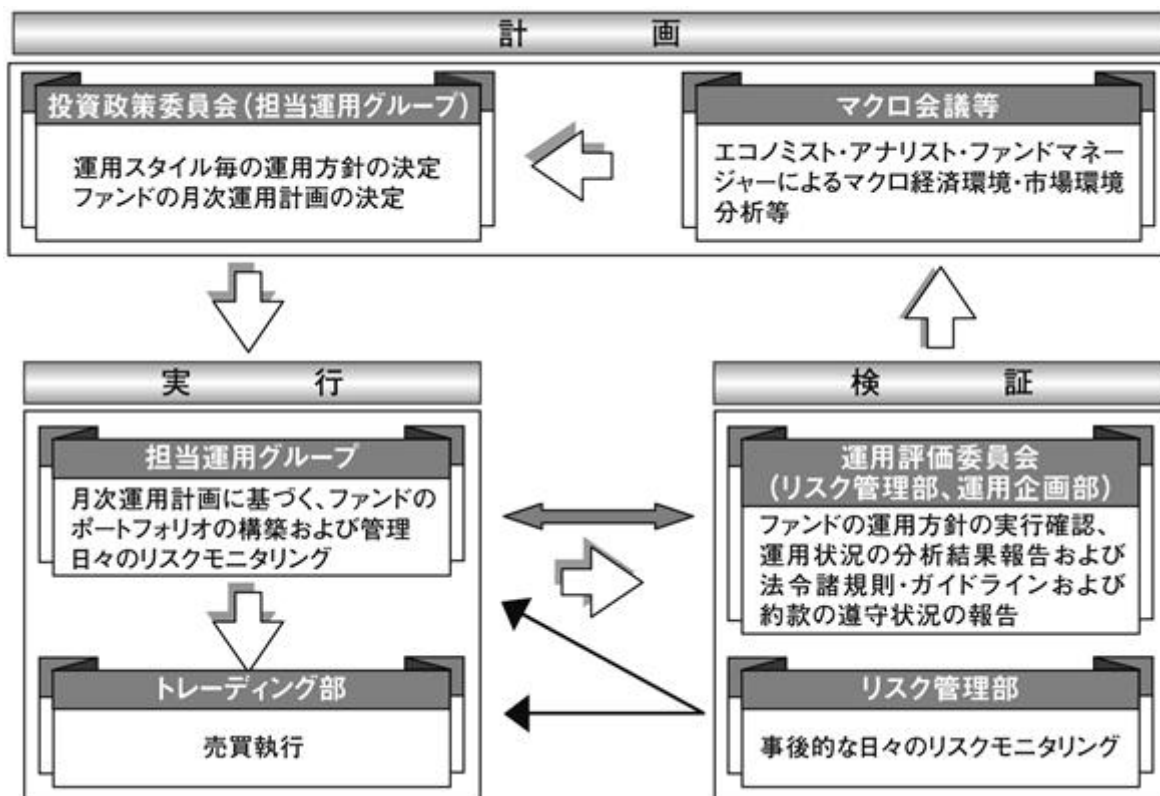 計画
投資政策委員会(担当運用グループ)
運用スタイル毎の運用方針の決定
ファンドの月次運用計画の決定
マクロ会議等
エコノミスト・アナリスト・ファンドマネー
ジャーによるマクロ経済環境・市場環境
分析等
実行
担当運用グループ
月次運用計画に基づく、ファンドの
ポートフォリオの構築および管理
日々のリスクモニタリング
トレーディング部
売買執行
検証
運用評価委員会
(リスク管理部、運用企画部)
ファンドの運用方針の実行確認、
運用状況の分析結果報告および
法令諸規則・ガイドラインおよび
約款の遵守状況の報告
リスク管理部
事後的な日々のリスクモニタリング